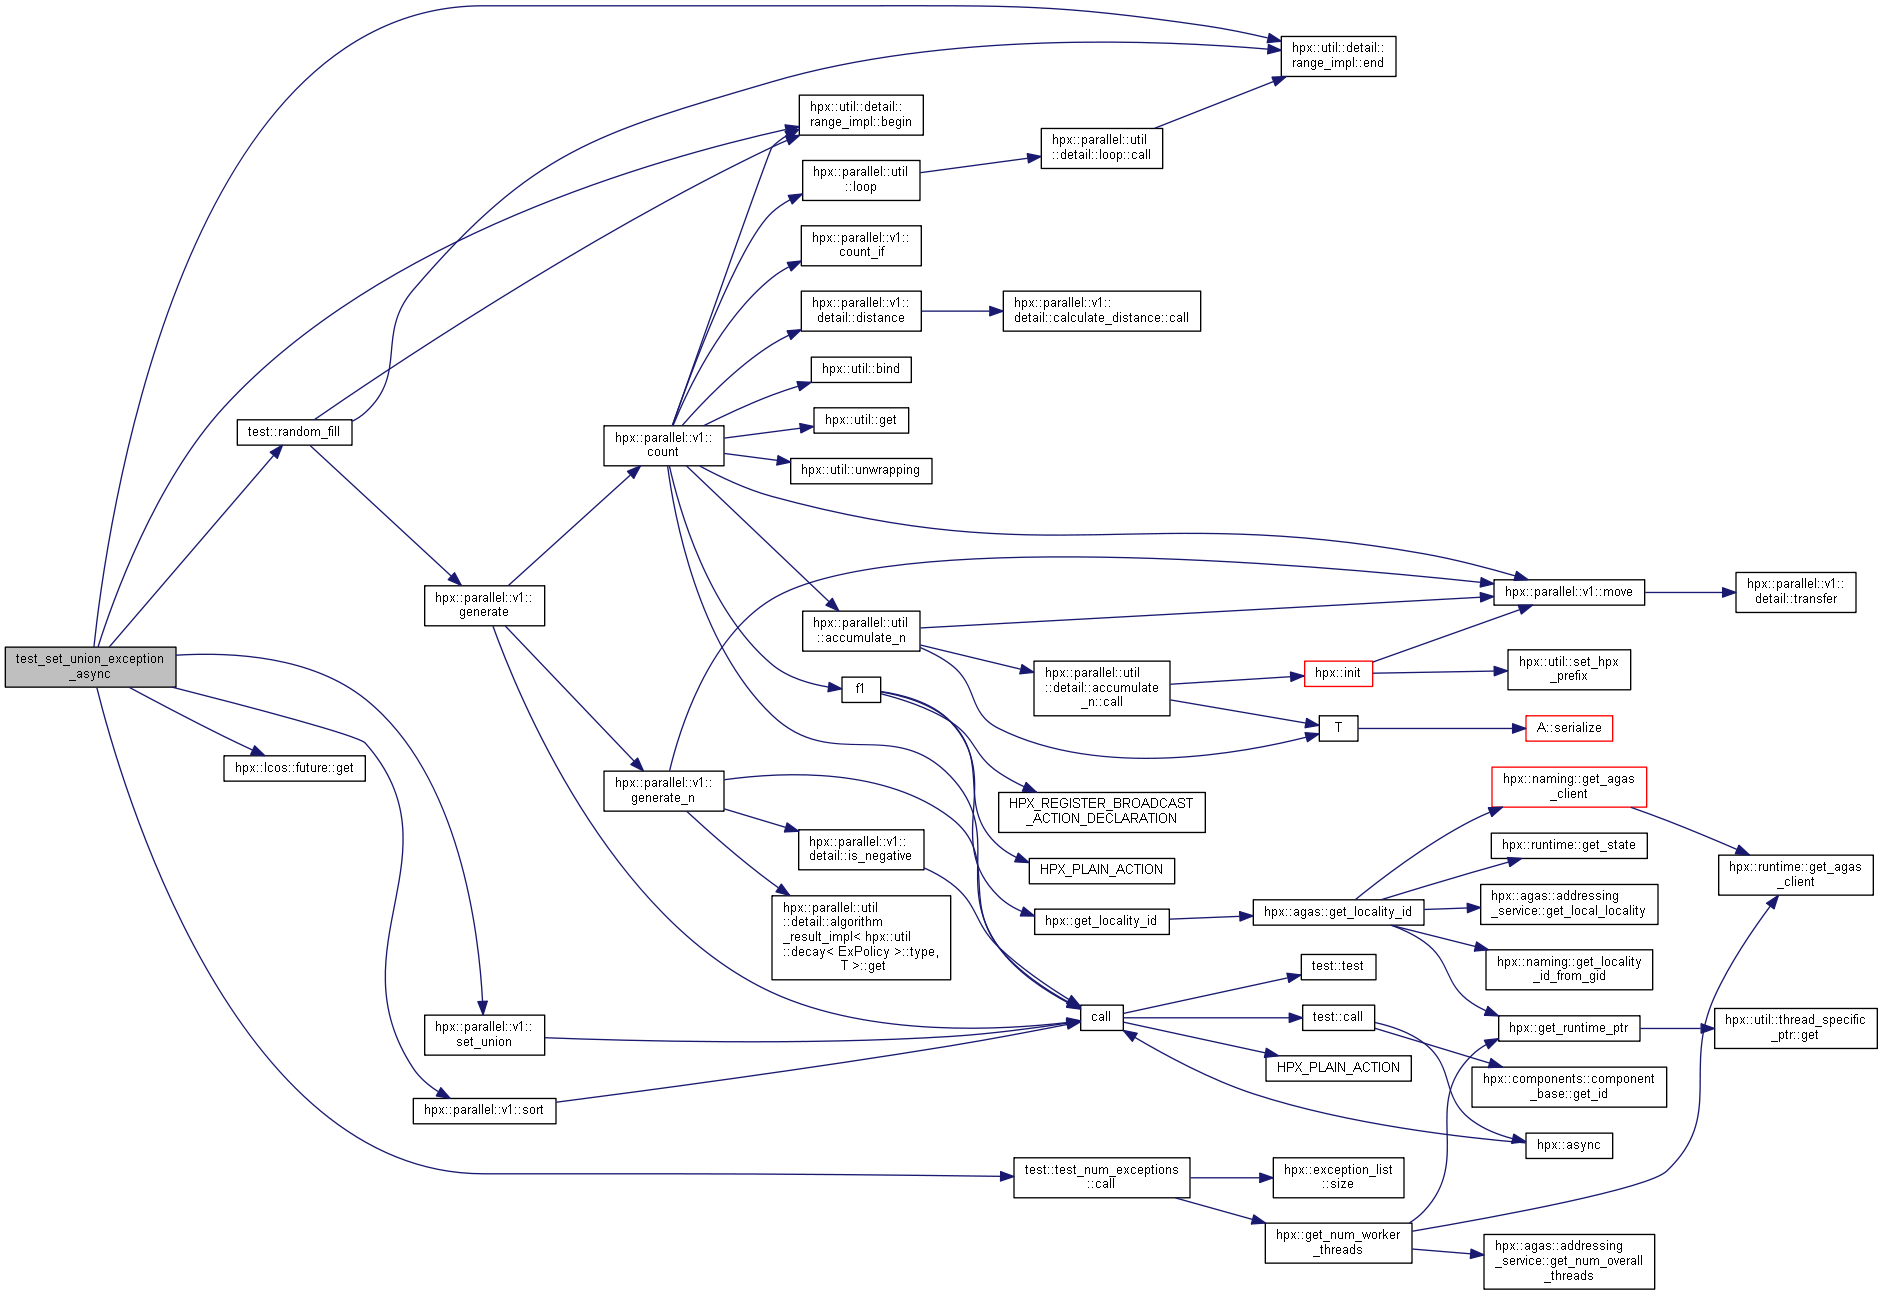 hpx::util::detail::
range_impl::end
hpx::util::detail::
range_impl::begin
hpx::parallel::util
::detail::loop::call
hpx::parallel::util
::loop
hpx::parallel::v1::
count_if
hpx::parallel::v1::
detail::distance
hpx::parallel::v1::
detail::calculate_distance::call
hpx::util::bind
hpx::util::get
test::random_fill
hpx::parallel::v1::
count
hpx::util::unwrapping
hpx::parallel::v1::
generate
hpx::parallel::v1::move
hpx::parallel::v1::
detail::transfer
hpx::parallel::util
::accumulate_n
test_set_union_exception
_async
hpx::parallel::util
::detail::accumulate
_n::call
hpx::init
hpx::util::set_hpx
_prefix
f1
T
A::serialize
hpx::lcos::future::get
hpx::parallel::v1::
generate_n
hpx::naming::get_agas
_client
HPX_REGISTER_BROADCAST
_ACTION_DECLARATION
hpx::parallel::v1::
detail::is_negative
hpx::runtime::get_state
HPX_PLAIN_ACTION
hpx::runtime::get_agas
_client
hpx::parallel::util
::detail::algorithm
_result_impl< hpx::util
::decay< ExPolicy >::type,
T >::get
hpx::get_locality_id
hpx::agas::get_locality_id
hpx::agas::addressing
_service::get_local_locality
hpx::naming::get_locality
_id_from_gid
test::test
call
test::call
hpx::get_runtime_ptr
hpx::util::thread_specific
_ptr::get
hpx::parallel::v1::
set_union
HPX_PLAIN_ACTION
hpx::components::component
_base::get_id
hpx::parallel::v1::sort
hpx::async
test::test_num_exceptions
::call
hpx::exception_list
::size
hpx::get_num_worker
_threads
hpx::agas::addressing
_service::get_num_overall
_threads